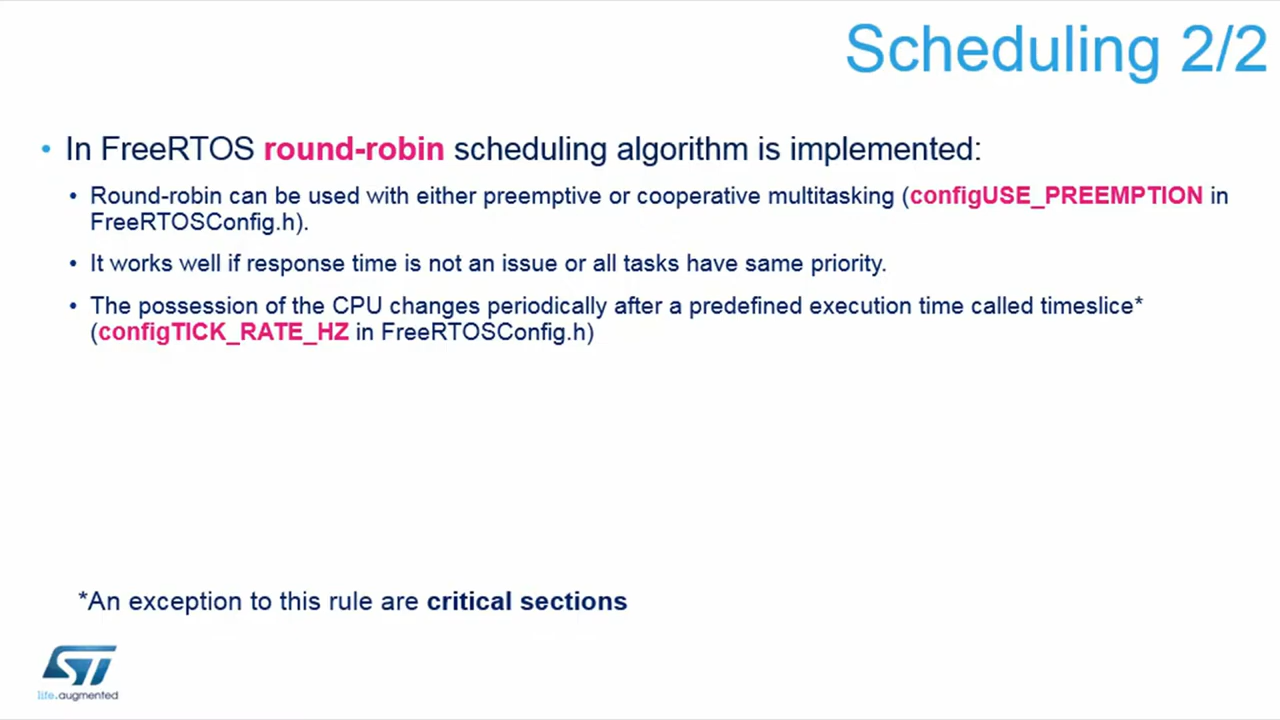 Scheduling 2/2
• In FreeRTOS round-robin scheduling algorithm is implemented:
• Round-robin can be used with either preemptive or cooperative multitasking (configUSE_PREEMPTION in
FreeRTOSConfig.h).
• It works well if response time is not an issue or all tasks have same priority.
• The possession of the CPU changes periodically after a predefined execution time called timeslice*
(configTICK_RATE_HZ in FreeRTOSConfig.h)
*An exception to this rule are critical sections
ST
life.augmented